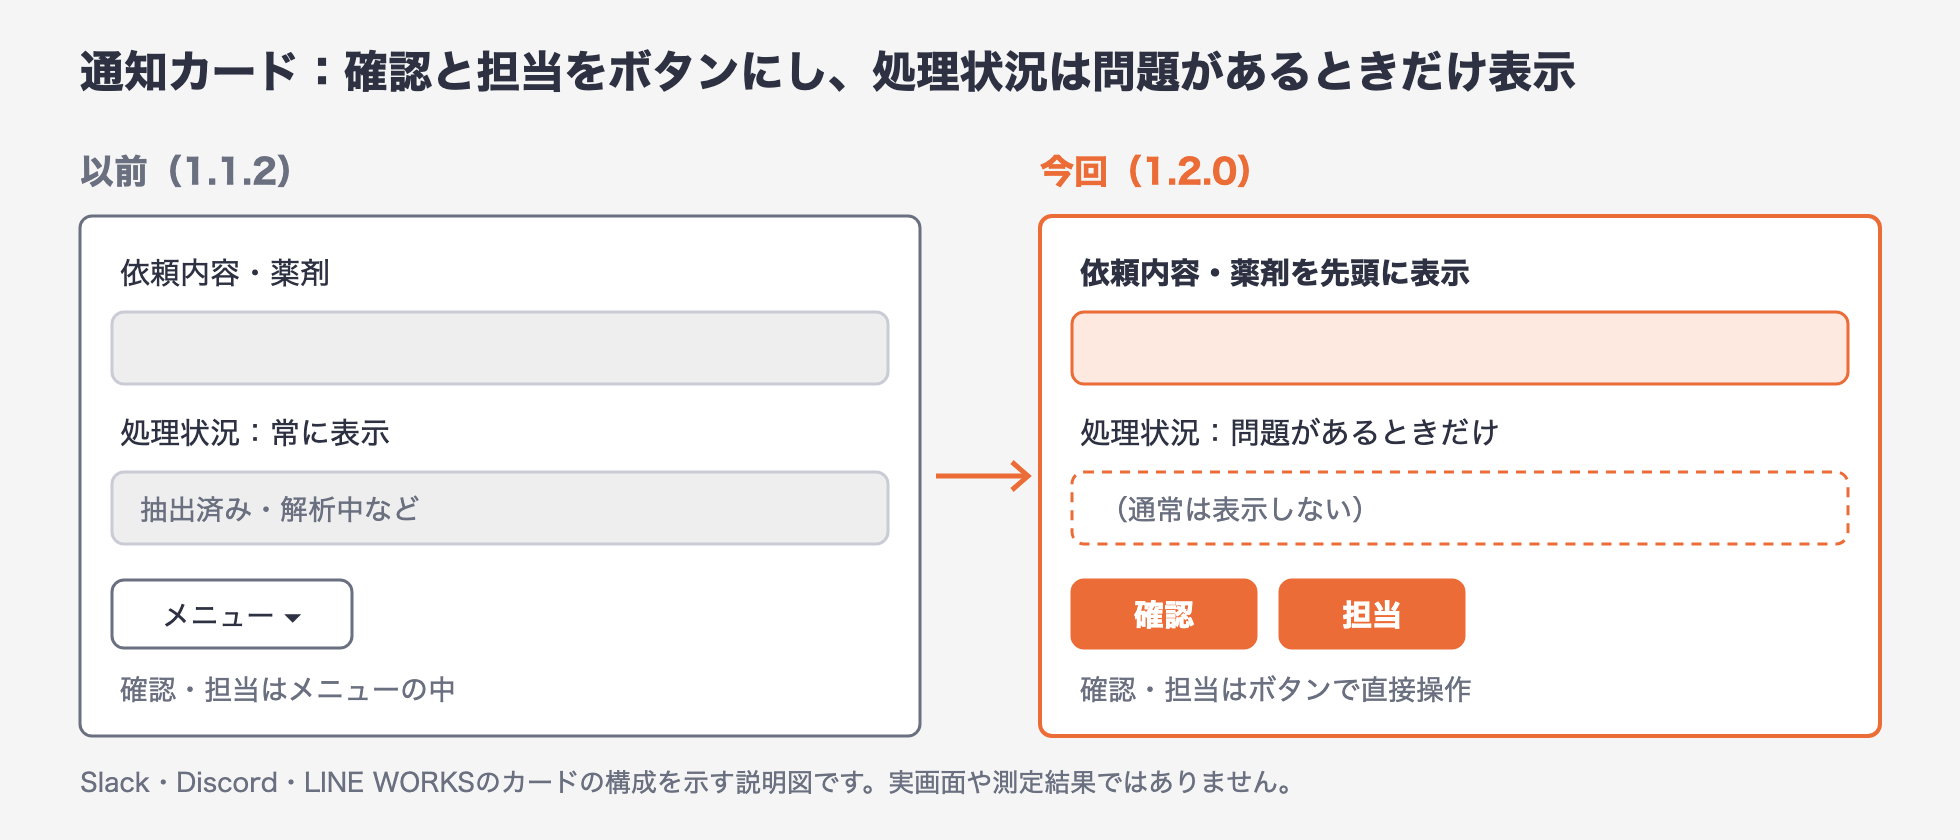 通知カード：確認と担当をボタンにし、処理状況は問題があるときだけ表示
以前（1.1.2）
依頼内容・薬剤
処理状況：常に表示
抽出済み・解析中など
メニュー
確認・担当はメニューの中
今回（1.2.0）
依頼内容・薬剤を先頭に表示
処理状況：問題があるときだけ
（通常は表示しない）
確認
担当
確認・担当はボタンで直接操作
Slack・Discord・LINE WORKSのカードの構成を示す説明図です。実画面や測定結果ではありません。